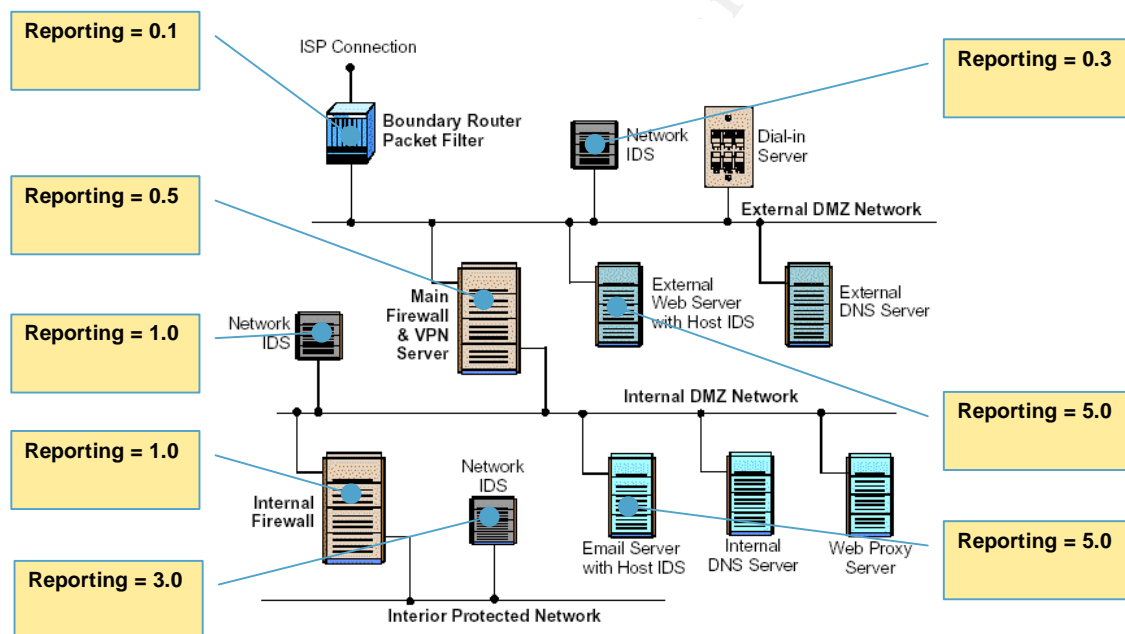 Reporting = 0.1
ISP Connection
Boundary Router
Packet Filter
Network
IDS
Dial-in
Server
Reporting = 0.3
Reporting = 0.5
External DMZ Network
Main
Firewall
& VPN
Server
External
Web Server
with Host IDS
External
DNS Server
Reporting = 1.0
Network
IDS
Internal DMZ Network
Reporting = 5.0
Reporting = 1.0
Internal
Firewall
Network
IDS
Email Server
with Host IDS
Internal
DNS Server
Web Proxy
Server
Reporting = 5.0
Reporting = 3.0
Interior Protected Network